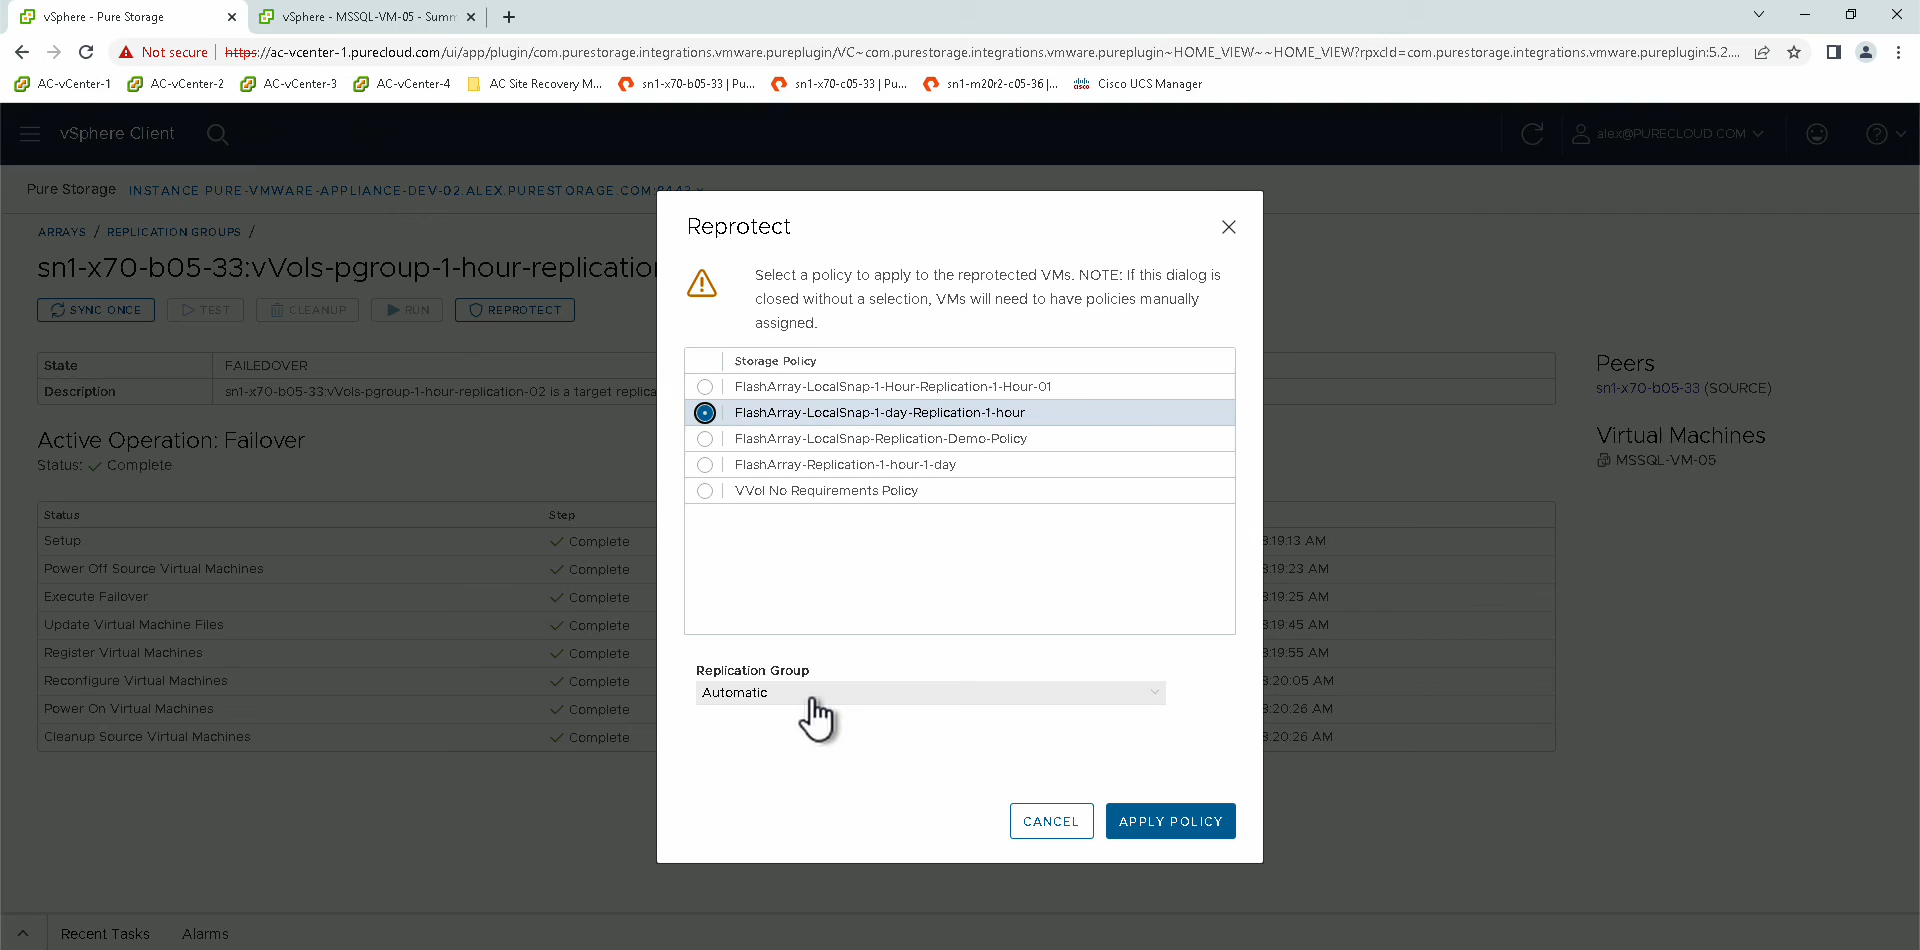 vSphere - Pure Storage
vSphere - MSSQL-VM-05 - Summ
Not secure
https://ac-vcenter-1.purecloud.com/ui/app/plugin/com.purestorage.integrations.vmware.pureplugin/VC~com.purestorage.integrations.vmware.pureplugin~HOME_VIEW~~HOME_VIEW?rpxcId=com.purestorage.integrations.vmware.pureplugin:5.2....
AC-vCenter-1
AC-vCenter-2
AC-vCenter-3
AC-vCenter-4
AC Site Recovery M...
sn1-x70-b05-33 | Pu...
sn1-x70-c05-33 | Pu...
sn1-m20r2-c05-36 |...
Cisco UCS Manager
vSphere Client
alex@PURECLOUD.COM
Pure Storage
INSTANCE PURE-VMWARE-APPLIANCE-DEV-02.ALEX.PURESTORAGE.COM:8443
ARRAYS / REPLICATION GROUPS /
sn1-x70-b05-33:vVols-pgroup-1-hour-replication
SYNC ONCE
TEST
CLEANUP
RUN
REPROTECT
State
FAILEDOVER
Description
sn1-x70-b05-33:vVols-pgroup-1-hour-replication-02 is a target replica
Active Operation: Failover
Status: Complete
Status
Step
Setup
Complete
8:19:13 AM
Power Off Source Virtual Machines
Complete
8:19:23 AM
Execute Failover
Complete
8:19:25 AM
Update Virtual Machine Files
Complete
8:19:45 AM
Register Virtual Machines
Complete
8:19:55 AM
Reconfigure Virtual Machines
Complete
8:20:05 AM
Power On Virtual Machines
Complete
8:20:26 AM
Cleanup Source Virtual Machines
Complete
8:20:26 AM
Reprotect
Select a policy to apply to the reprotected VMs. NOTE: If this dialog is
closed without a selection, VMs will need to have policies manually
assigned.
Storage Policy
FlashArray-LocalSnap-1-Hour-Replication-1-Hour-01
FlashArray-LocalSnap-1-day-Replication-1-hour
FlashArray-LocalSnap-Replication-Demo-Policy
FlashArray-Replication-1-hour-1-day
VVol No Requirements Policy
Replication Group
Automatic
CANCEL
APPLY POLICY
Peers
sn1-x70-b05-33 (SOURCE)
Virtual Machines
MSSQL-VM-05
Recent Tasks
Alarms